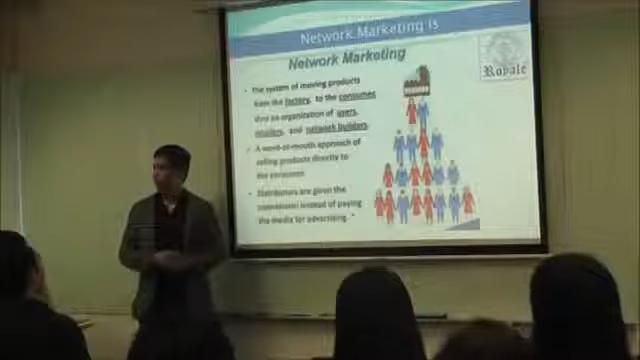 Network Marketing is
Network Marketing
• The system of moving products
from the factory, to the consumer
thru an organization of users,
retailers, and network builders.
• A word-of-mouth approach of
selling products directly to
the consumer.
• Distributors are given the
commission instead of paying
the media for advertising. "
Royale